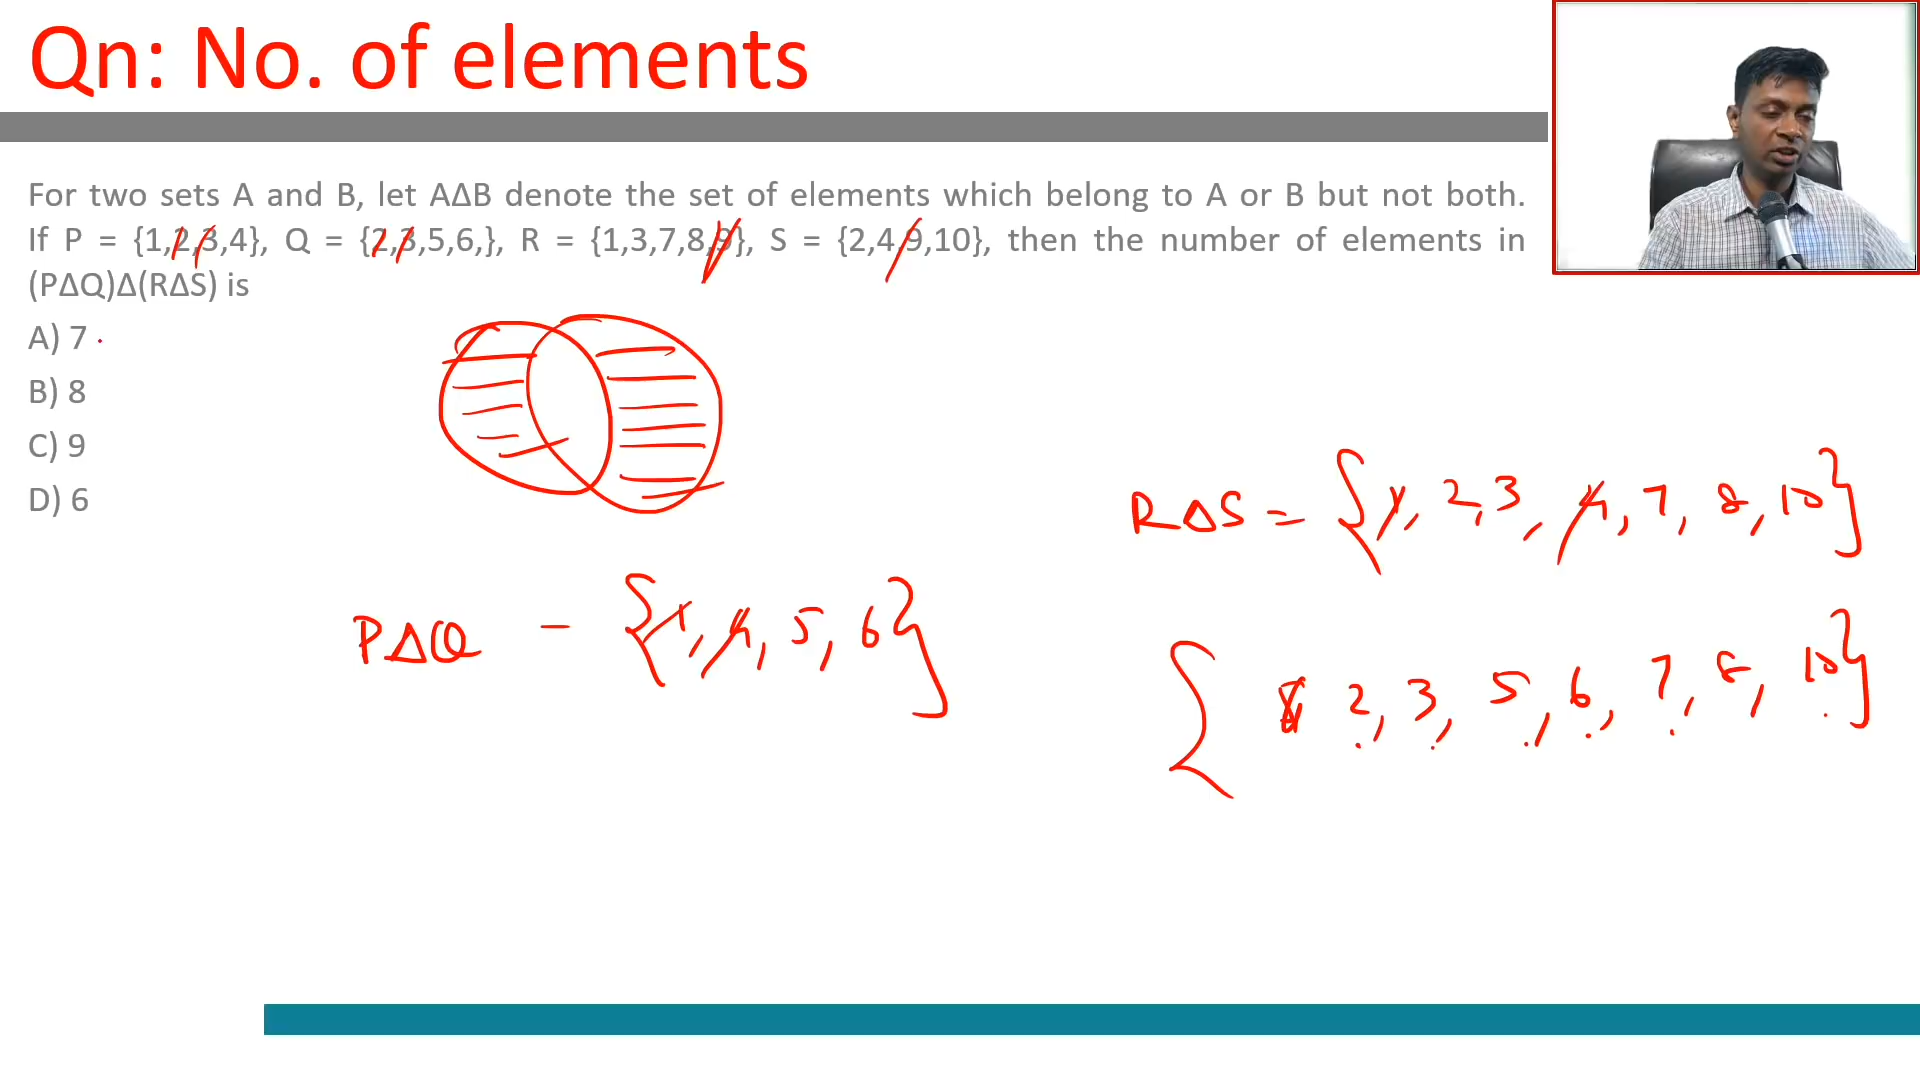 Qn: No. of elements
For two sets A and B, let AΔB denote the set of elements which belong to A or B but not both.
If P = {1,2,3,4}, Q = {2,3,5,6,}, R = {1,3,7,8,9}, S = {2,4,9,10}, then the number of elements in
(PΔQ)Δ(RΔS) is
A) 7
B) 8
C) 9
D) 6
RΔS = {1, 2, 3, 4, 7, 8, 10}
PΔQ - {1, 4, 5, 6}
{ 2, 3, 5, 6, 7, 8, 10}